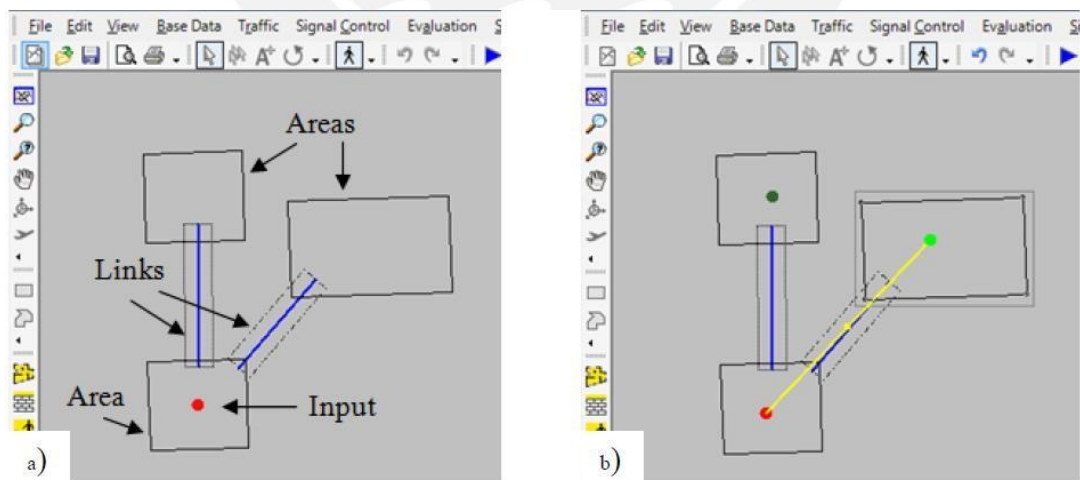 File Edit View Base Data Traffic Signal Control Evaluation S
Areas
Links
Area
Input
a)
File Edit View Base Data Traffic Signal Control Evaluation Si
b)